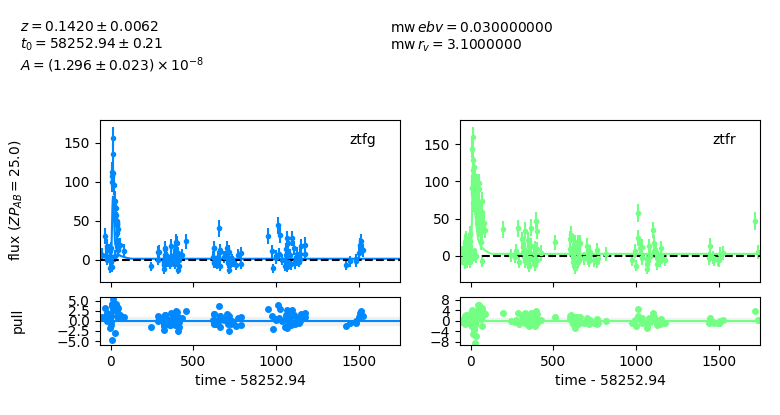 z = 0.1420 ± 0.0062
t₀ = 58252.94 ± 0.21
A = (1.296 ± 0.023) × 10⁻⁸
mw ebv = 0.030000000
mw r_v = 3.1000000
flux (ZP_AB = 25.0)
ztfg
150
100
50
0
ztfr
150
100
50
0
pull
5.0
2.5
0.0
−2.5
−5.0
8
4
0
−4
−8
0 500 1000 1500
0 500 1000 1500
time - 58252.94
time - 58252.94